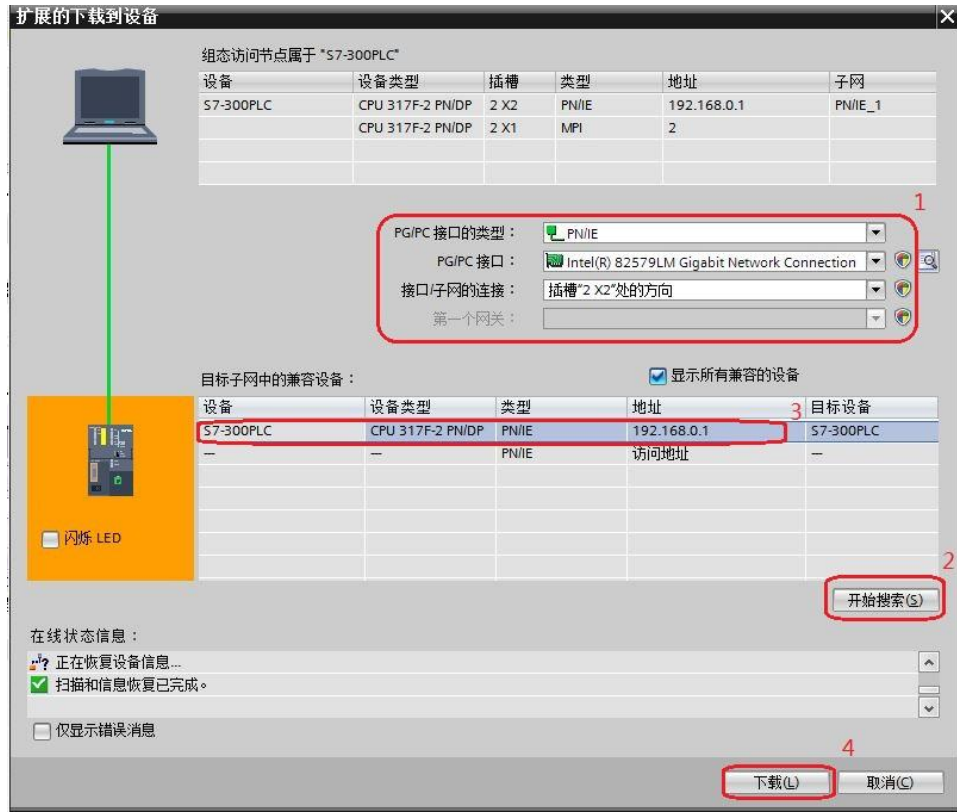 扩展的下载到设备
组态访问节点属于 "S7-300PLC"
设备 设备类型 插槽 类型 地址 子网
S7-300PLC CPU 317F-2 PN/DP 2 X2 PN/IE 192.168.0.1 PN/IE_1
CPU 317F-2 PN/DP 2 X1 MPI 2
1
PG/PC 接口的类型： PN/IE
PG/PC 接口： Intel(R) 82579LM Gigabit Network Connection
接口/子网的连接： 插槽"2 X2"处的方向
第一个网关：
目标子网中的兼容设备： 显示所有兼容的设备
设备 设备类型 类型 地址 3 目标设备
S7-300PLC CPU 317F-2 PN/DP PN/IE 192.168.0.1 S7-300PLC
— — PN/IE 访问地址 —
闪烁 LED
2
开始搜索(S)
在线状态信息：
正在恢复设备信息...
扫描和信息恢复已完成。
仅显示错误消息
4
下载(L) 取消(C)